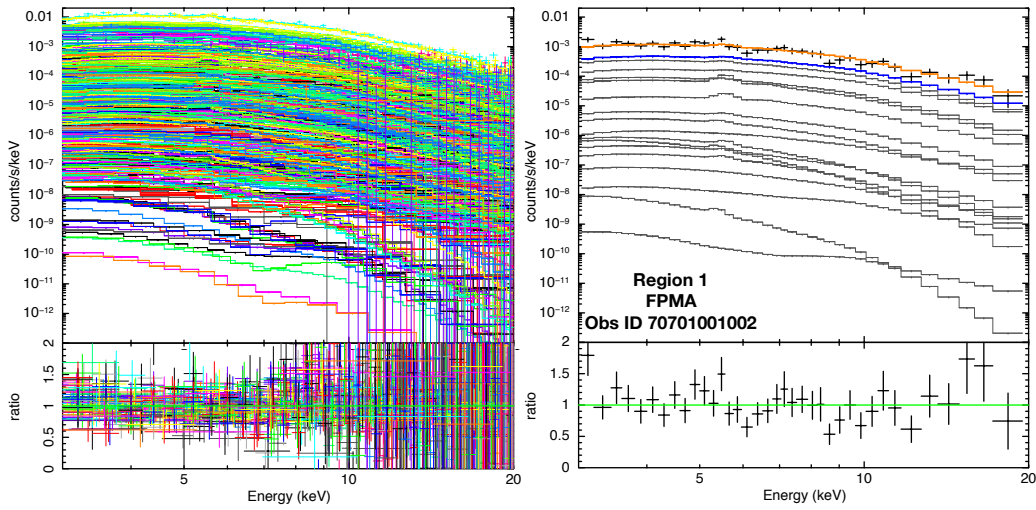 0.01
10⁻³
10⁻⁴
10⁻⁵
10⁻⁶
10⁻⁷
10⁻⁸
10⁻⁹
10⁻¹⁰
10⁻¹¹
10⁻¹²
counts/s/keV
2
1.5
1
0.5
0
ratio
5 10 20
Energy (keV)
0.01
10⁻³
10⁻⁴
10⁻⁵
10⁻⁶
10⁻⁷
10⁻⁸
10⁻⁹
10⁻¹⁰
10⁻¹¹
10⁻¹²
counts/s/keV
Region 1
FPMA
Obs ID 70701001002
2
1.5
1
0.5
0
ratio
5 10 20
Energy (keV)